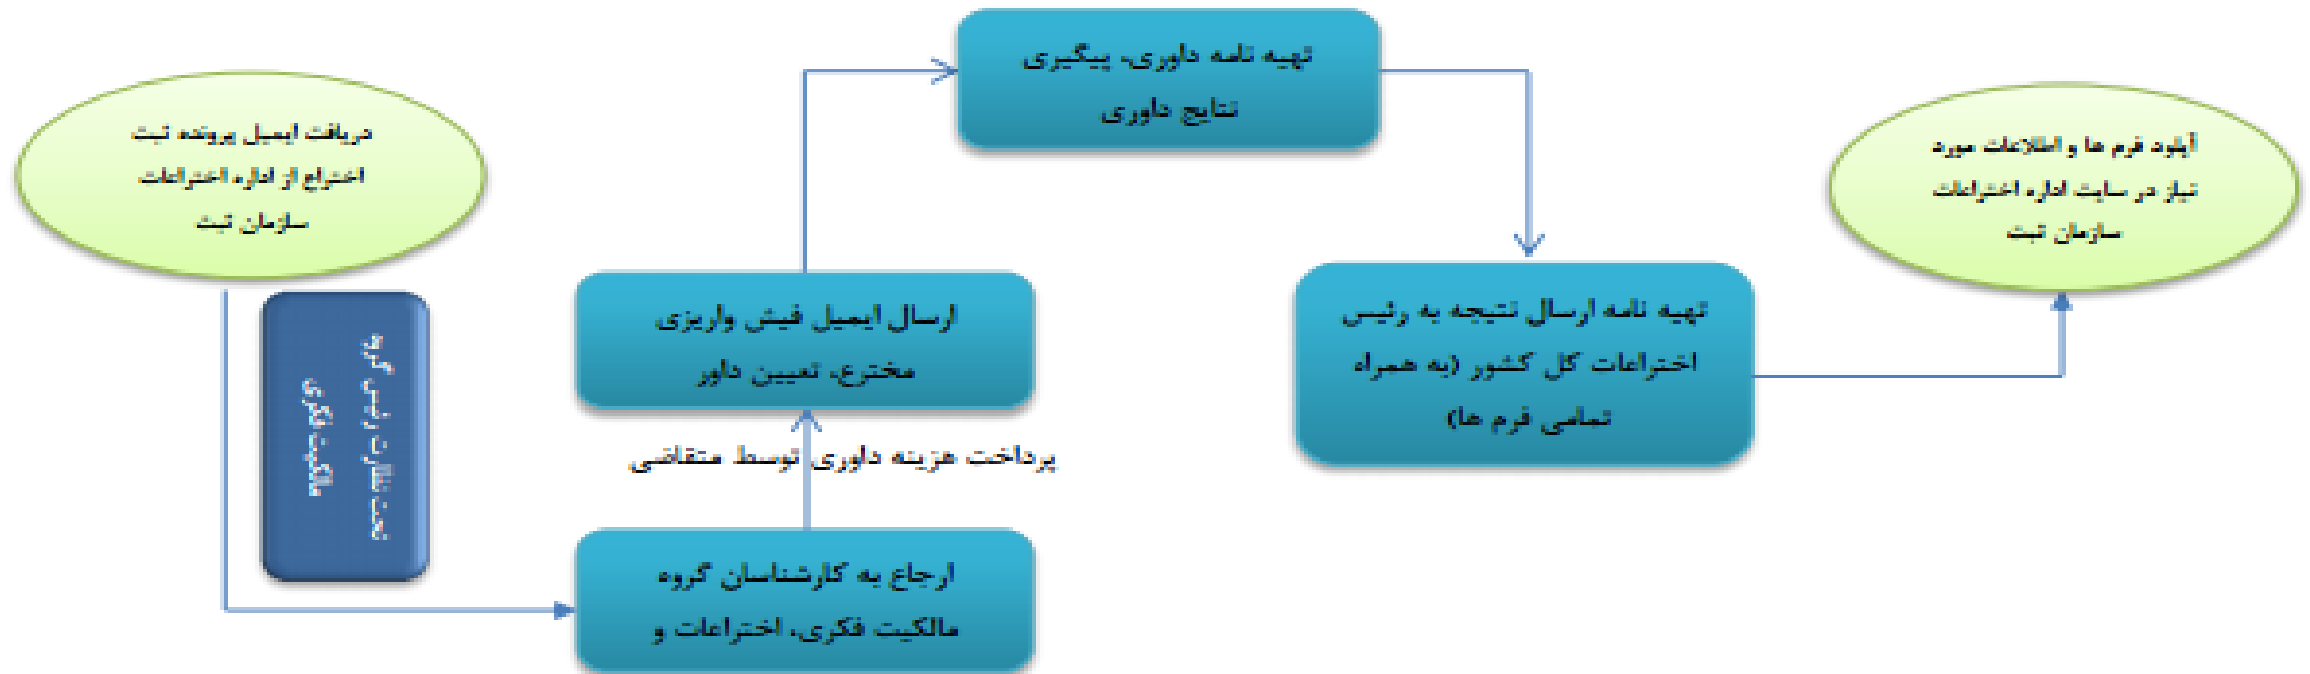 دریافت ایمیل پرونده ثبت
اختراع از اداره اختراعات
سازمان ثبت
تحت نظارت رئیس گروه
مالکیت فکری
ارجاع به کارشناسان گروه
مالکیت فکری، اختراعات و
پرداخت هزینه داوری توسط متقاضی
ارسال ایمیل فیش واریزی
مخترع، تعیین داور
تهیه نامه داوری، پیگیری
نتایج داوری
تهیه نامه ارسال نتیجه به رئیس
اختراعات کل کشور (به همراه
تمامی فرم ها)
آپلود فرم ها و اطلاعات مورد
نیاز در سایت اداره اختراعات
سازمان ثبت